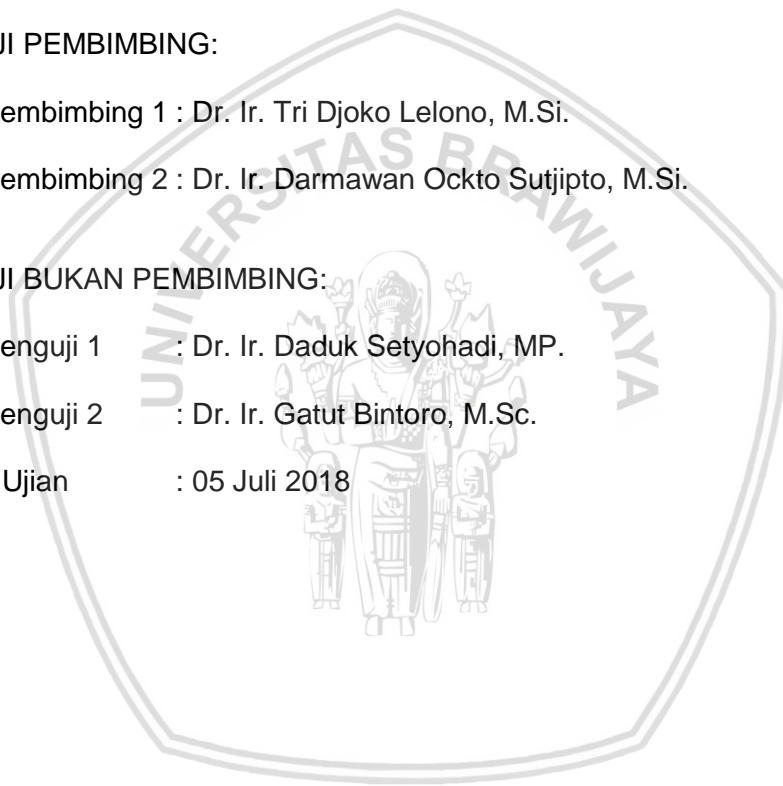 JI PEMBIMBING:
embimbing 1 : Dr. Ir. Tri Djoko Lelono, M.Si.
embimbing 2 : Dr. Ir. Darmawan Ockto Sutjipto, M.Si.
JI BUKAN PEMBIMBING:
enguji 1 : Dr. Ir. Daduk Setyohadi, MP.
enguji 2 : Dr. Ir. Gatut Bintoro, M.Sc.
Ujian : 05 Juli 2018
UNIVERSITAS BRAWIJAYA